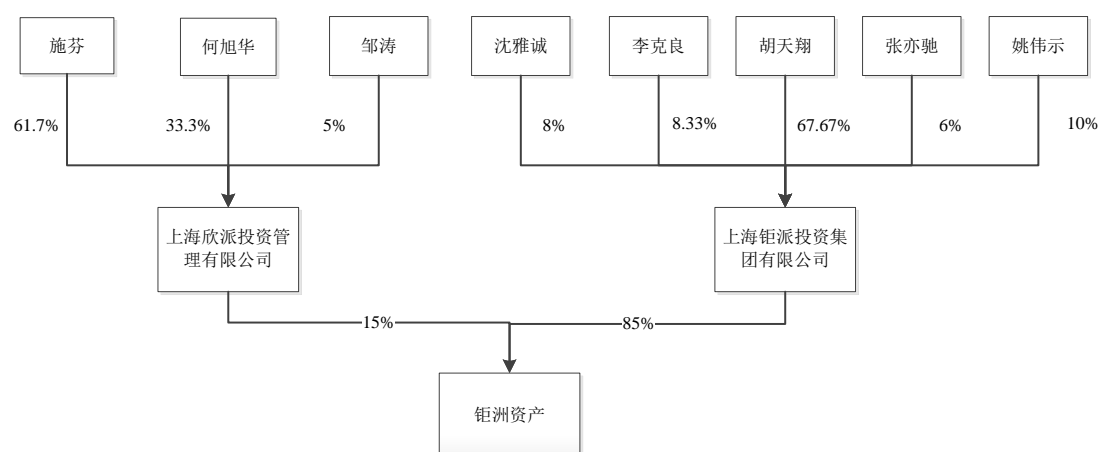 施芬
何旭华
邹涛
沈雅诚
李克良
胡天翔
张亦驰
姚伟示
61.7%
33.3%
5%
8%
8.33%
67.67%
6%
10%
上海欣派投资管
理有限公司
上海钜派投资集
团有限公司
15%
85%
钜洲资产